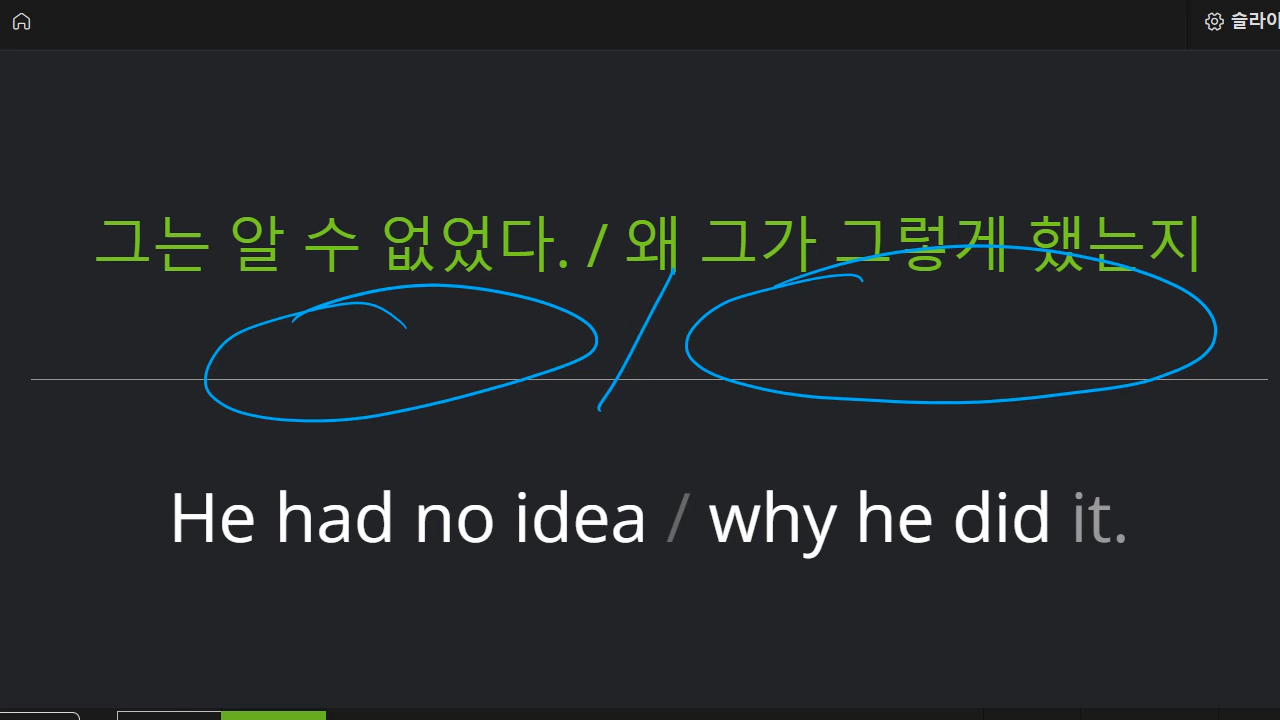 슬라이
그는 알 수 없었다. / 왜 그가 그렇게 했는지
He had no idea / why he did it.